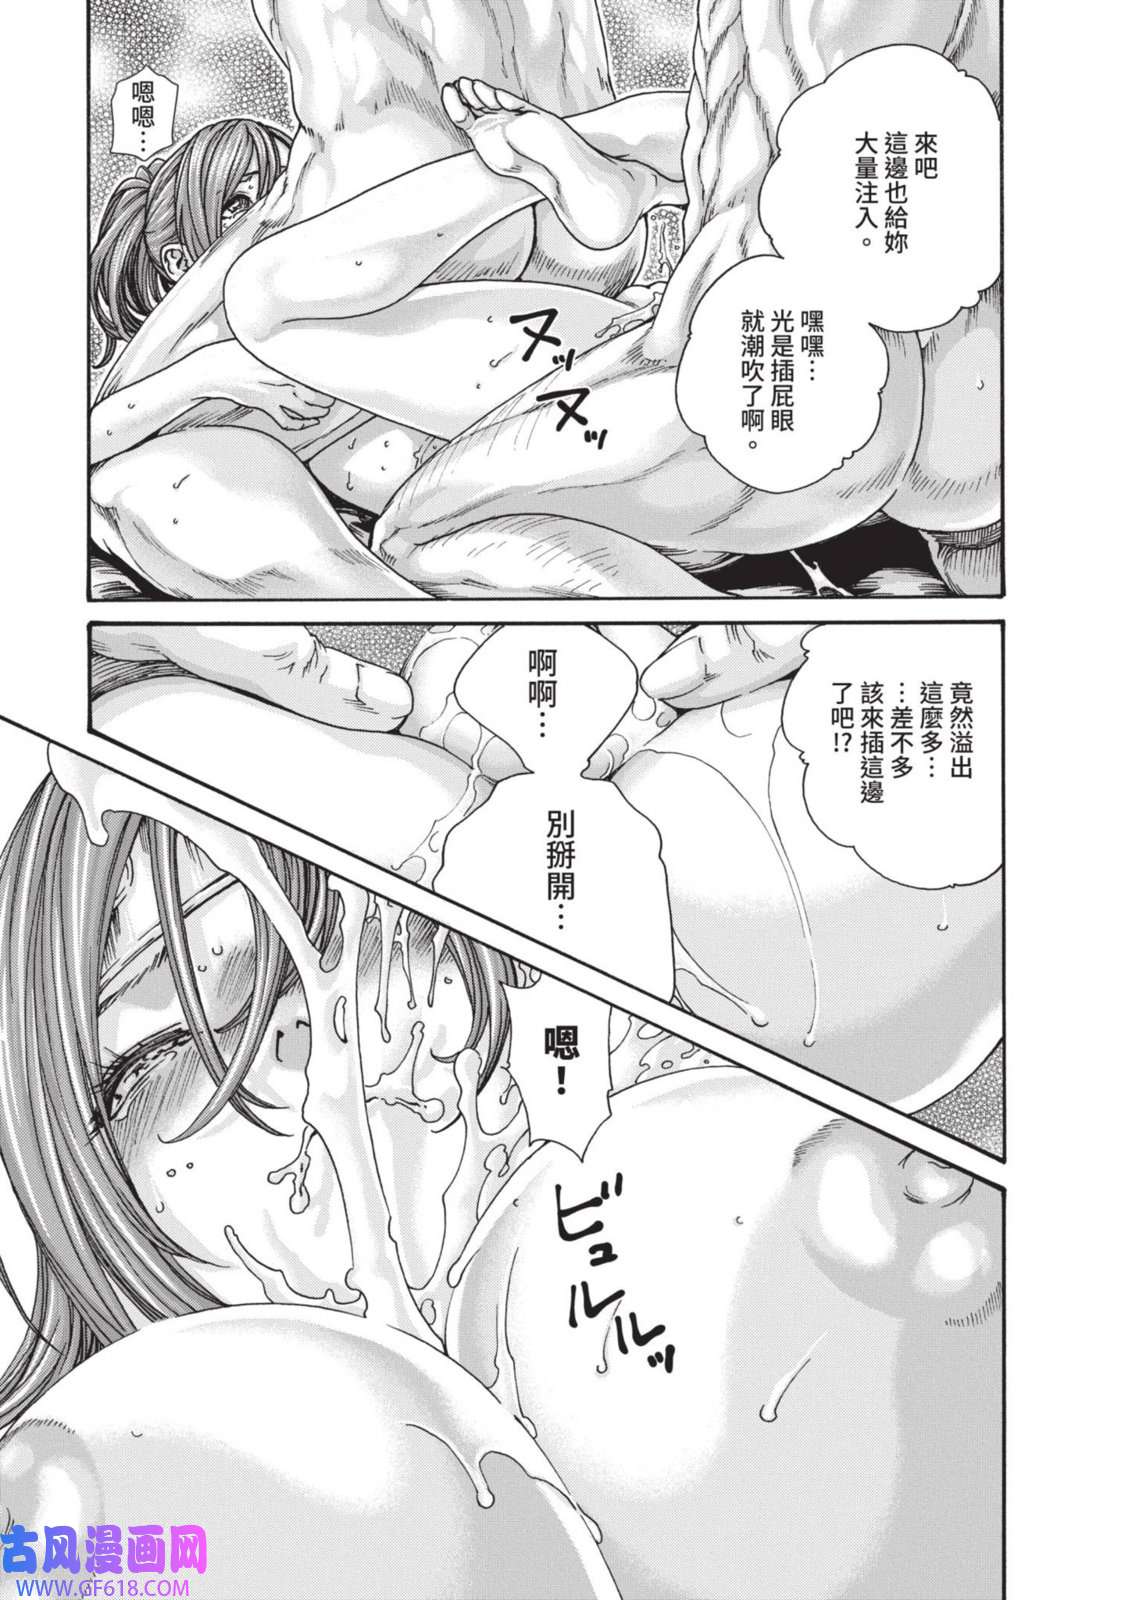 來吧
這邊也給妳
大量注入。
嘿嘿…
光是插屁眼
就潮吹了啊。
嗯嗯…
ヌッ
ヌッ
竟然溢出
這麼多…
…差不多
該來插這邊
了吧!?
啊啊…
別掰開…
嗯！
ビュルルルッ
古风漫画网
WWW.GF618.COM